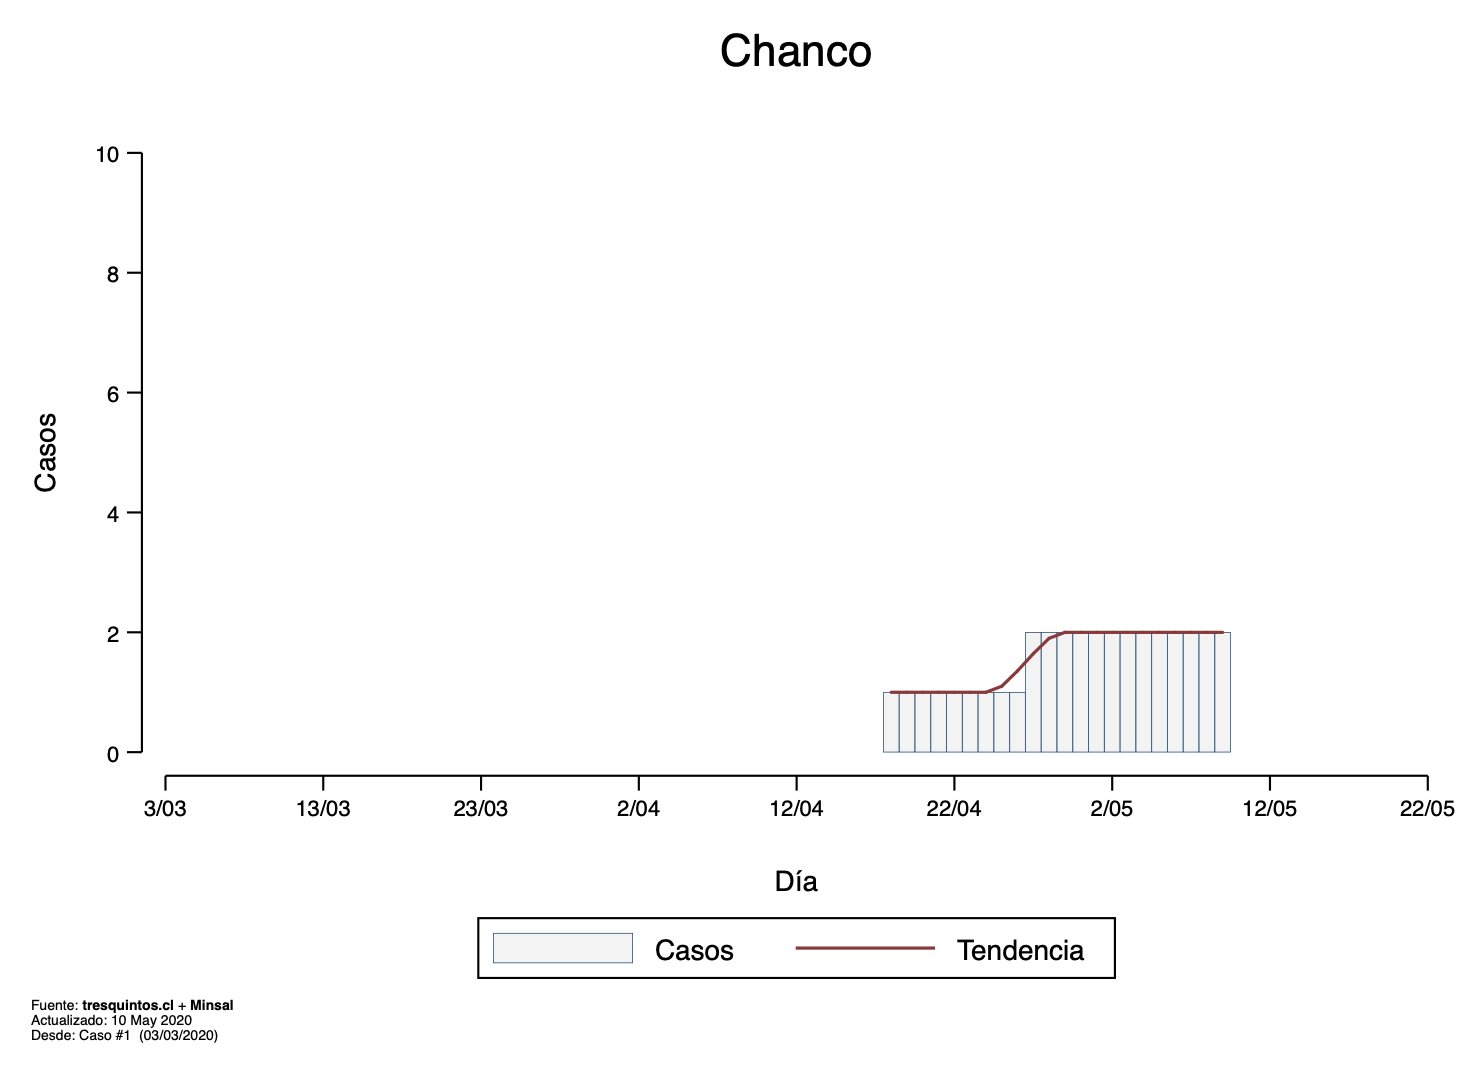 Chanco
10
8
6
4
2
0
Casos
3/03 13/03 23/03 2/04 12/04 22/04 2/05 12/05 22/05
Día
Casos Tendencia
Fuente: tresquintos.cl + Minsal
Actualizado: 10 May 2020
Desde: Caso #1 (03/03/2020)